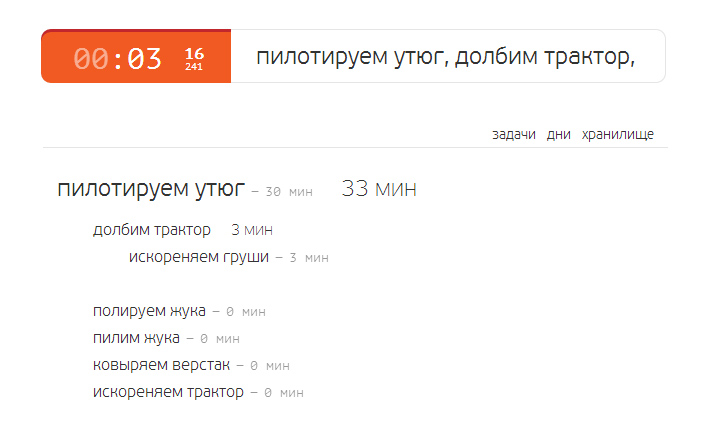 00:03 16 241 пилотируем утюг, долбим трактор,
задачи дни хранилище
пилотируем утюг – 30 мин 33 мин
долбим трактор 3 мин
искореняем груши – 3 мин
полируем жука – 0 мин
пилим жука – 0 мин
ковыряем верстак – 0 мин
искореняем трактор – 0 мин